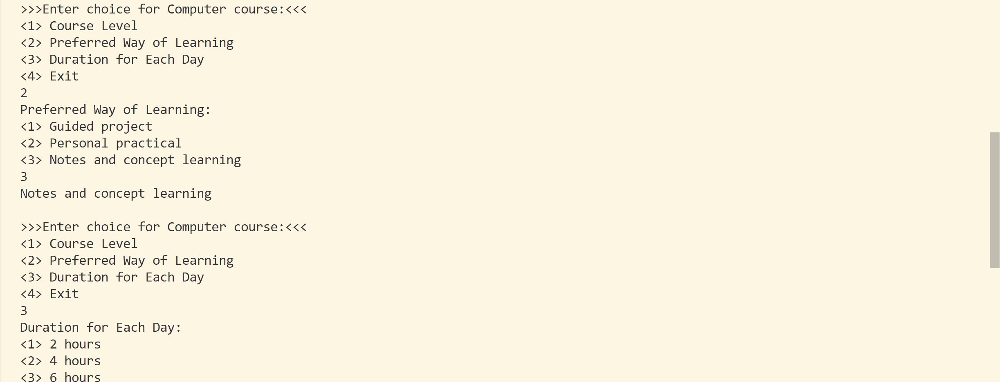 >>>Enter choice for Computer course:<<<
<1> Course Level
<2> Preferred Way of Learning
<3> Duration for Each Day
<4> Exit
2
Preferred Way of Learning:
<1> Guided project
<2> Personal practical
<3> Notes and concept learning
3
Notes and concept learning

>>>Enter choice for Computer course:<<<
<1> Course Level
<2> Preferred Way of Learning
<3> Duration for Each Day
<4> Exit
3
Duration for Each Day:
<1> 2 hours
<2> 4 hours
<3> 6 hours